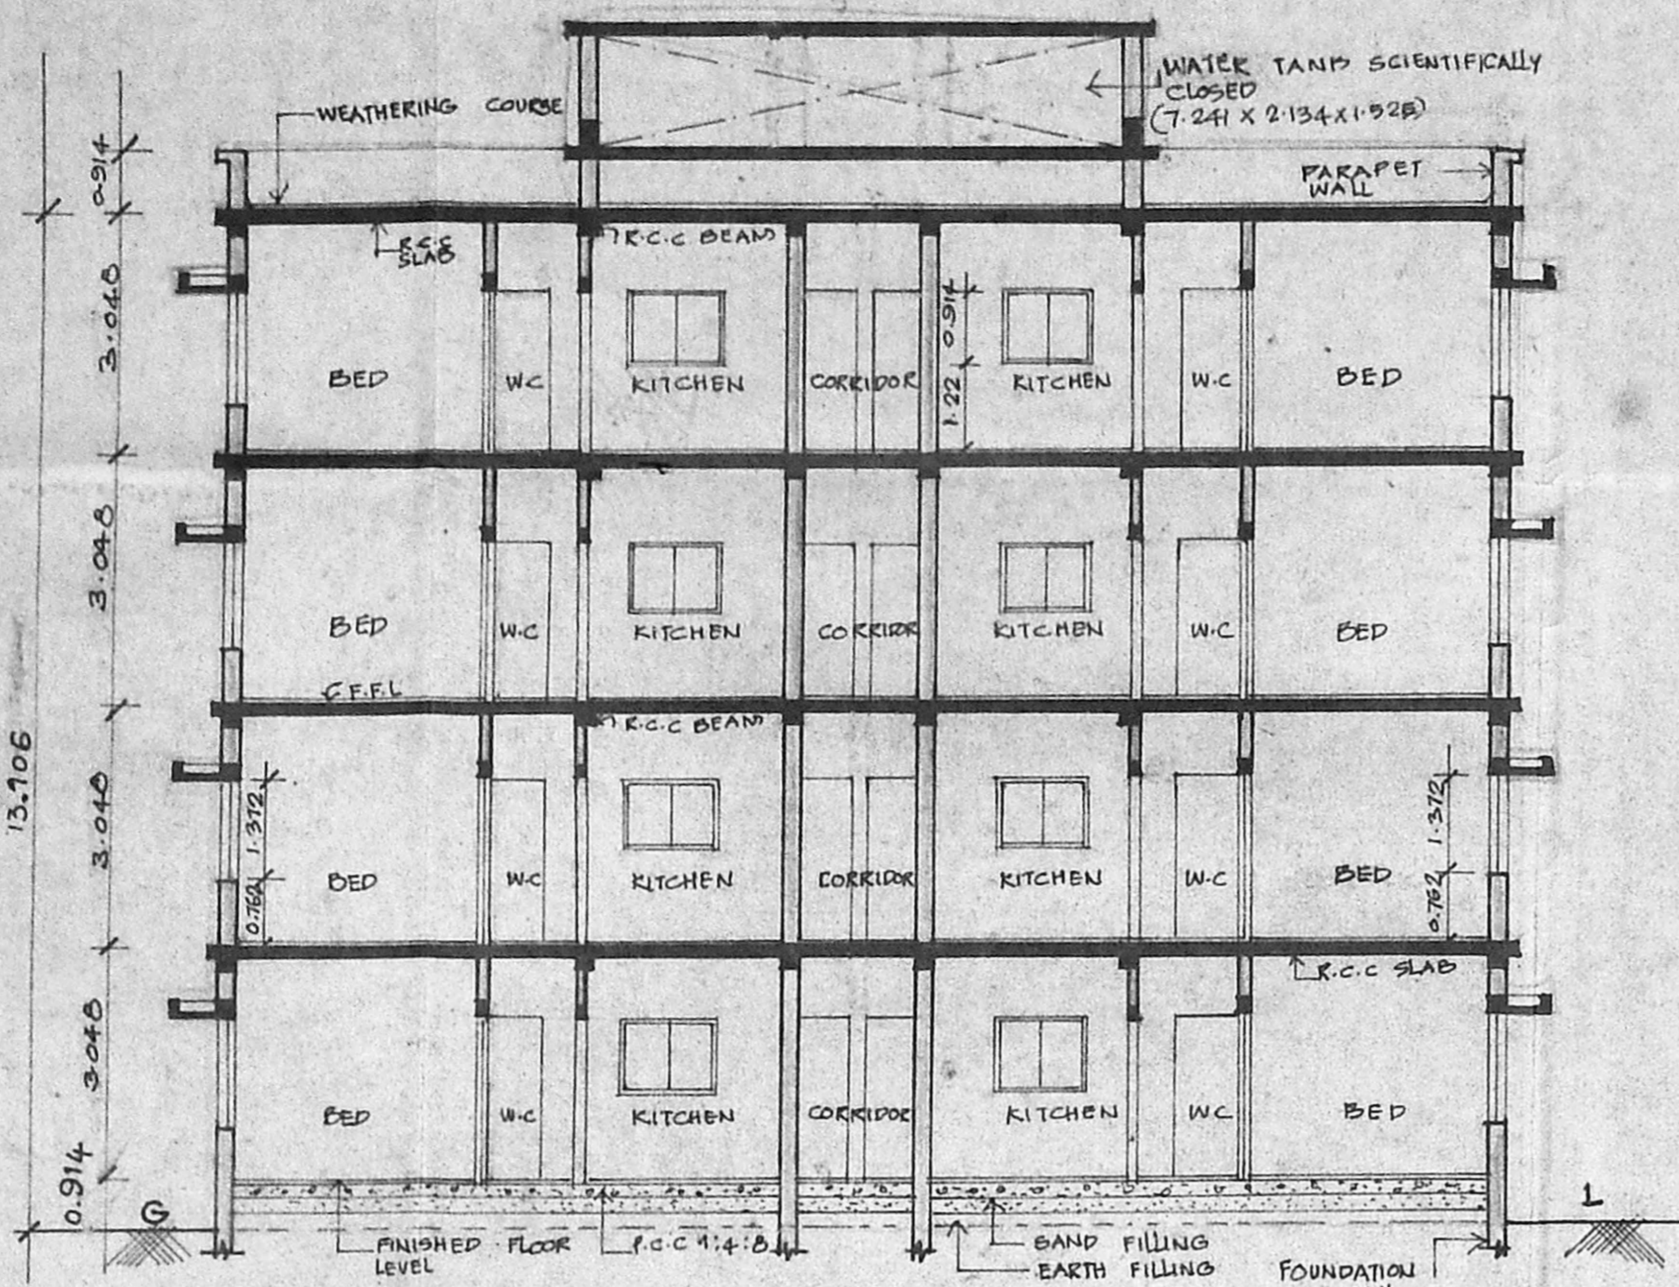 WATER TANK SCIENTIFICALLY
CLOSED
(7.241 X 2.134 X 1.525)
WEATHERING COURSE
0.914
PARAPET
WALL
R.C.C BEAM
R.C.C
SLAB
3.048
0.914
1.22
BED
W.C
KITCHEN
CORRIDOR
KITCHEN
W.C
BED
3.048
BED
W.C
KITCHEN
CORRIDOR
KITCHEN
W.C
BED
F.F.L
R.C.C BEAM
13.106
3.048
1.372
0.762
BED
W.C
KITCHEN
CORRIDOR
KITCHEN
W.C
BED
1.372
0.762
R.C.C SLAB
3.048
BED
W.C
KITCHEN
CORRIDOR
KITCHEN
W.C
BED
0.914
G
L
FINISHED FLOOR
LEVEL
P.C.C 1:4:8
SAND FILLING
EARTH FILLING
FOUNDATION